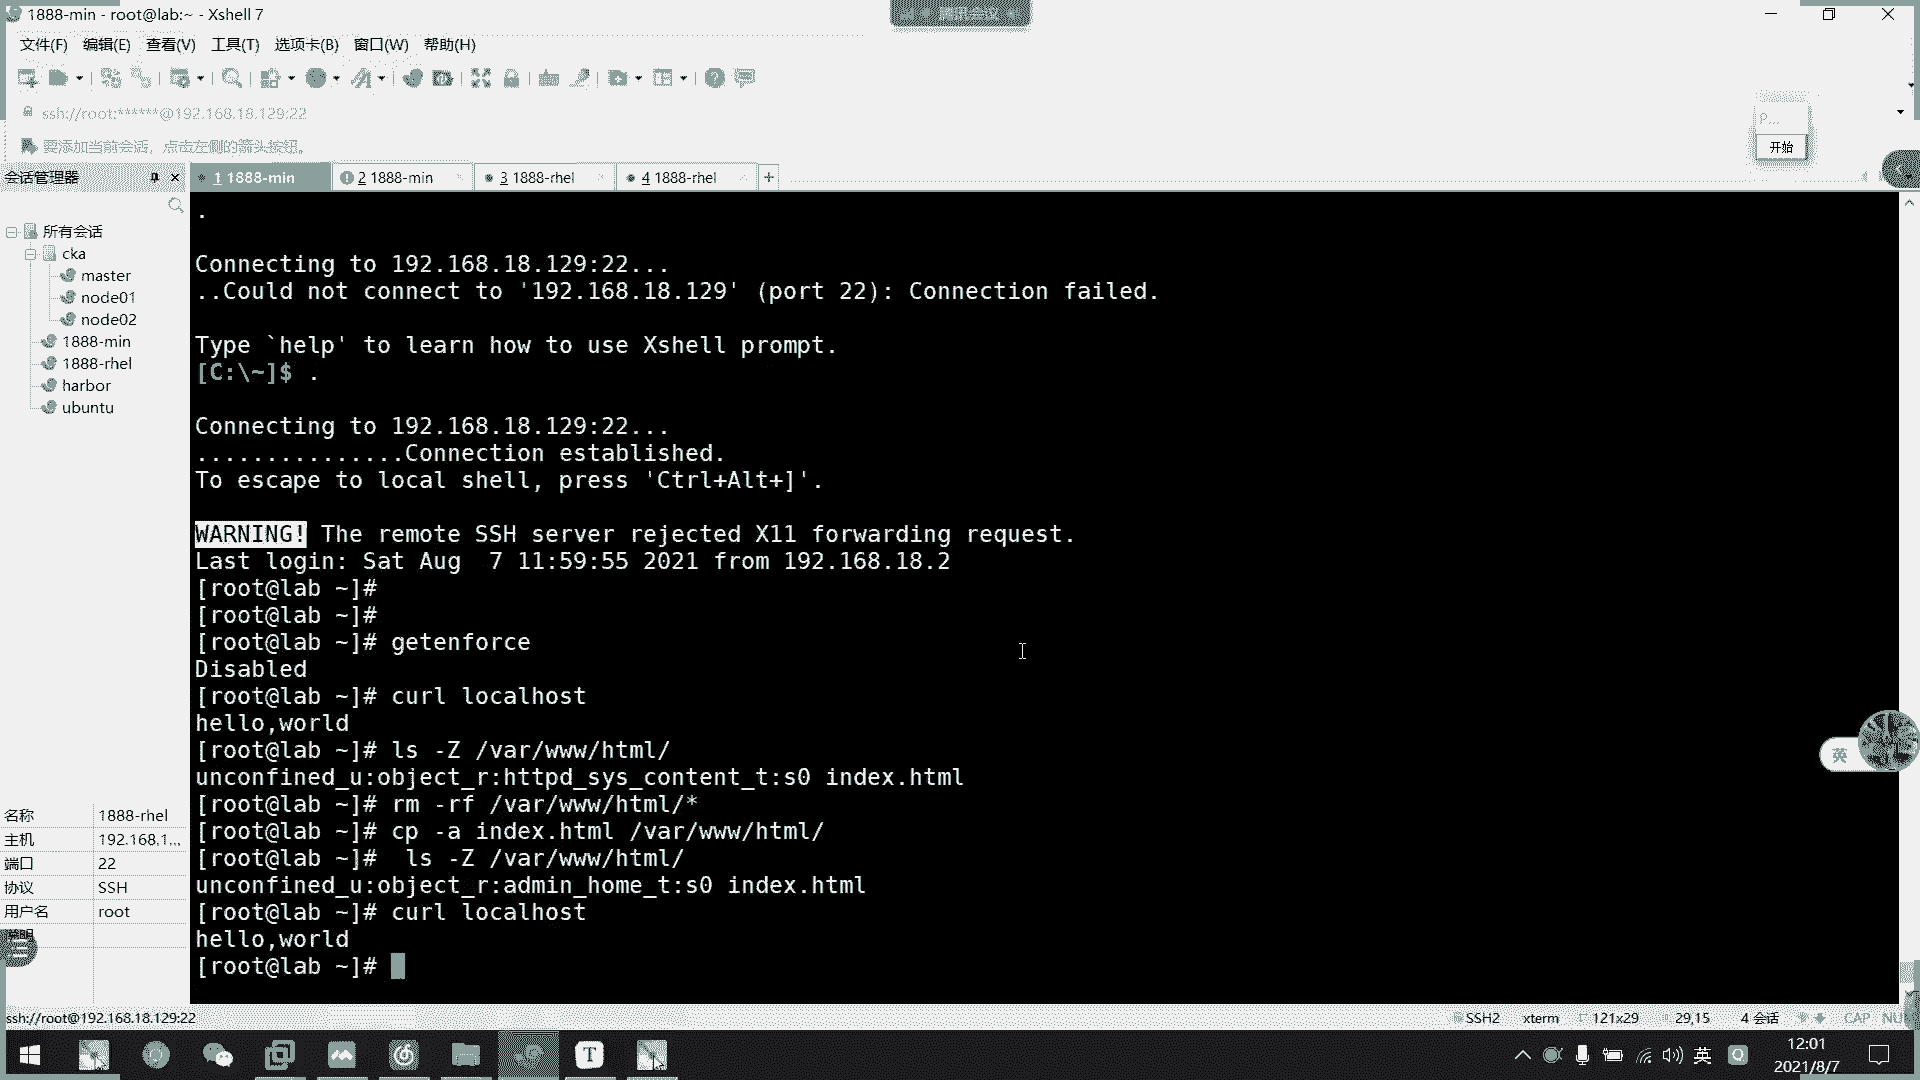 1888-min - root@lab:~ - Xshell 7
腾讯会议
文件(F) 编辑(E) 查看(V) 工具(T) 选项卡(B) 窗口(W) 帮助(H)
ssh://root:******@192.168.18.129:22
要添加当前会话，点击左侧的箭头按钮。
P...
开始
会话管理器
1 1888-min
2 1888-min
3 1888-rhel
4 1888-rhel
+
所有会话
cka
master
node01
node02
1888-min
1888-rhel
harbor
ubuntu
名称 1888-rhel
主机 192.168.1...
端口 22
协议 SSH
用户名 root
说明
.
Connecting to 192.168.18.129:22...
..Could not connect to '192.168.18.129' (port 22): Connection failed.
Type `help' to learn how to use Xshell prompt.
[C:\~]$ .
Connecting to 192.168.18.129:22...
...............Connection established.
To escape to local shell, press 'Ctrl+Alt+]'.
WARNING! The remote SSH server rejected X11 forwarding request.
Last login: Sat Aug  7 11:59:55 2021 from 192.168.18.2
[root@lab ~]#
[root@lab ~]#
[root@lab ~]# getenforce
Disabled
[root@lab ~]# curl localhost
hello,world
[root@lab ~]# ls -Z /var/www/html/
unconfined_u:object_r:httpd_sys_content_t:s0 index.html
[root@lab ~]# rm -rf /var/www/html/*
[root@lab ~]# cp -a index.html /var/www/html/
[root@lab ~]#  ls -Z /var/www/html/
unconfined_u:object_r:admin_home_t:s0 index.html
[root@lab ~]# curl localhost
hello,world
[root@lab ~]#
英
ssh://root@192.168.18.129:22
SSH2 xterm 121x29 29,15 4 会话 CAP NUM
T
英
12:01
2021/8/7